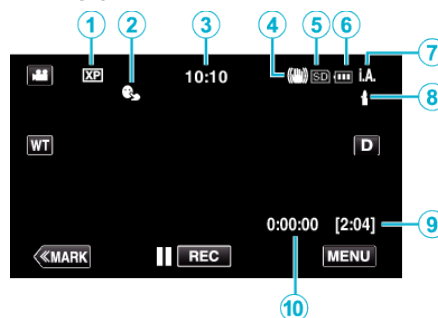 1 2 3 4 5 6 7
XP 10:10 SD i.A.
8
WT D
0:00:00 [2:04] 9
≪MARK REC MENU
10